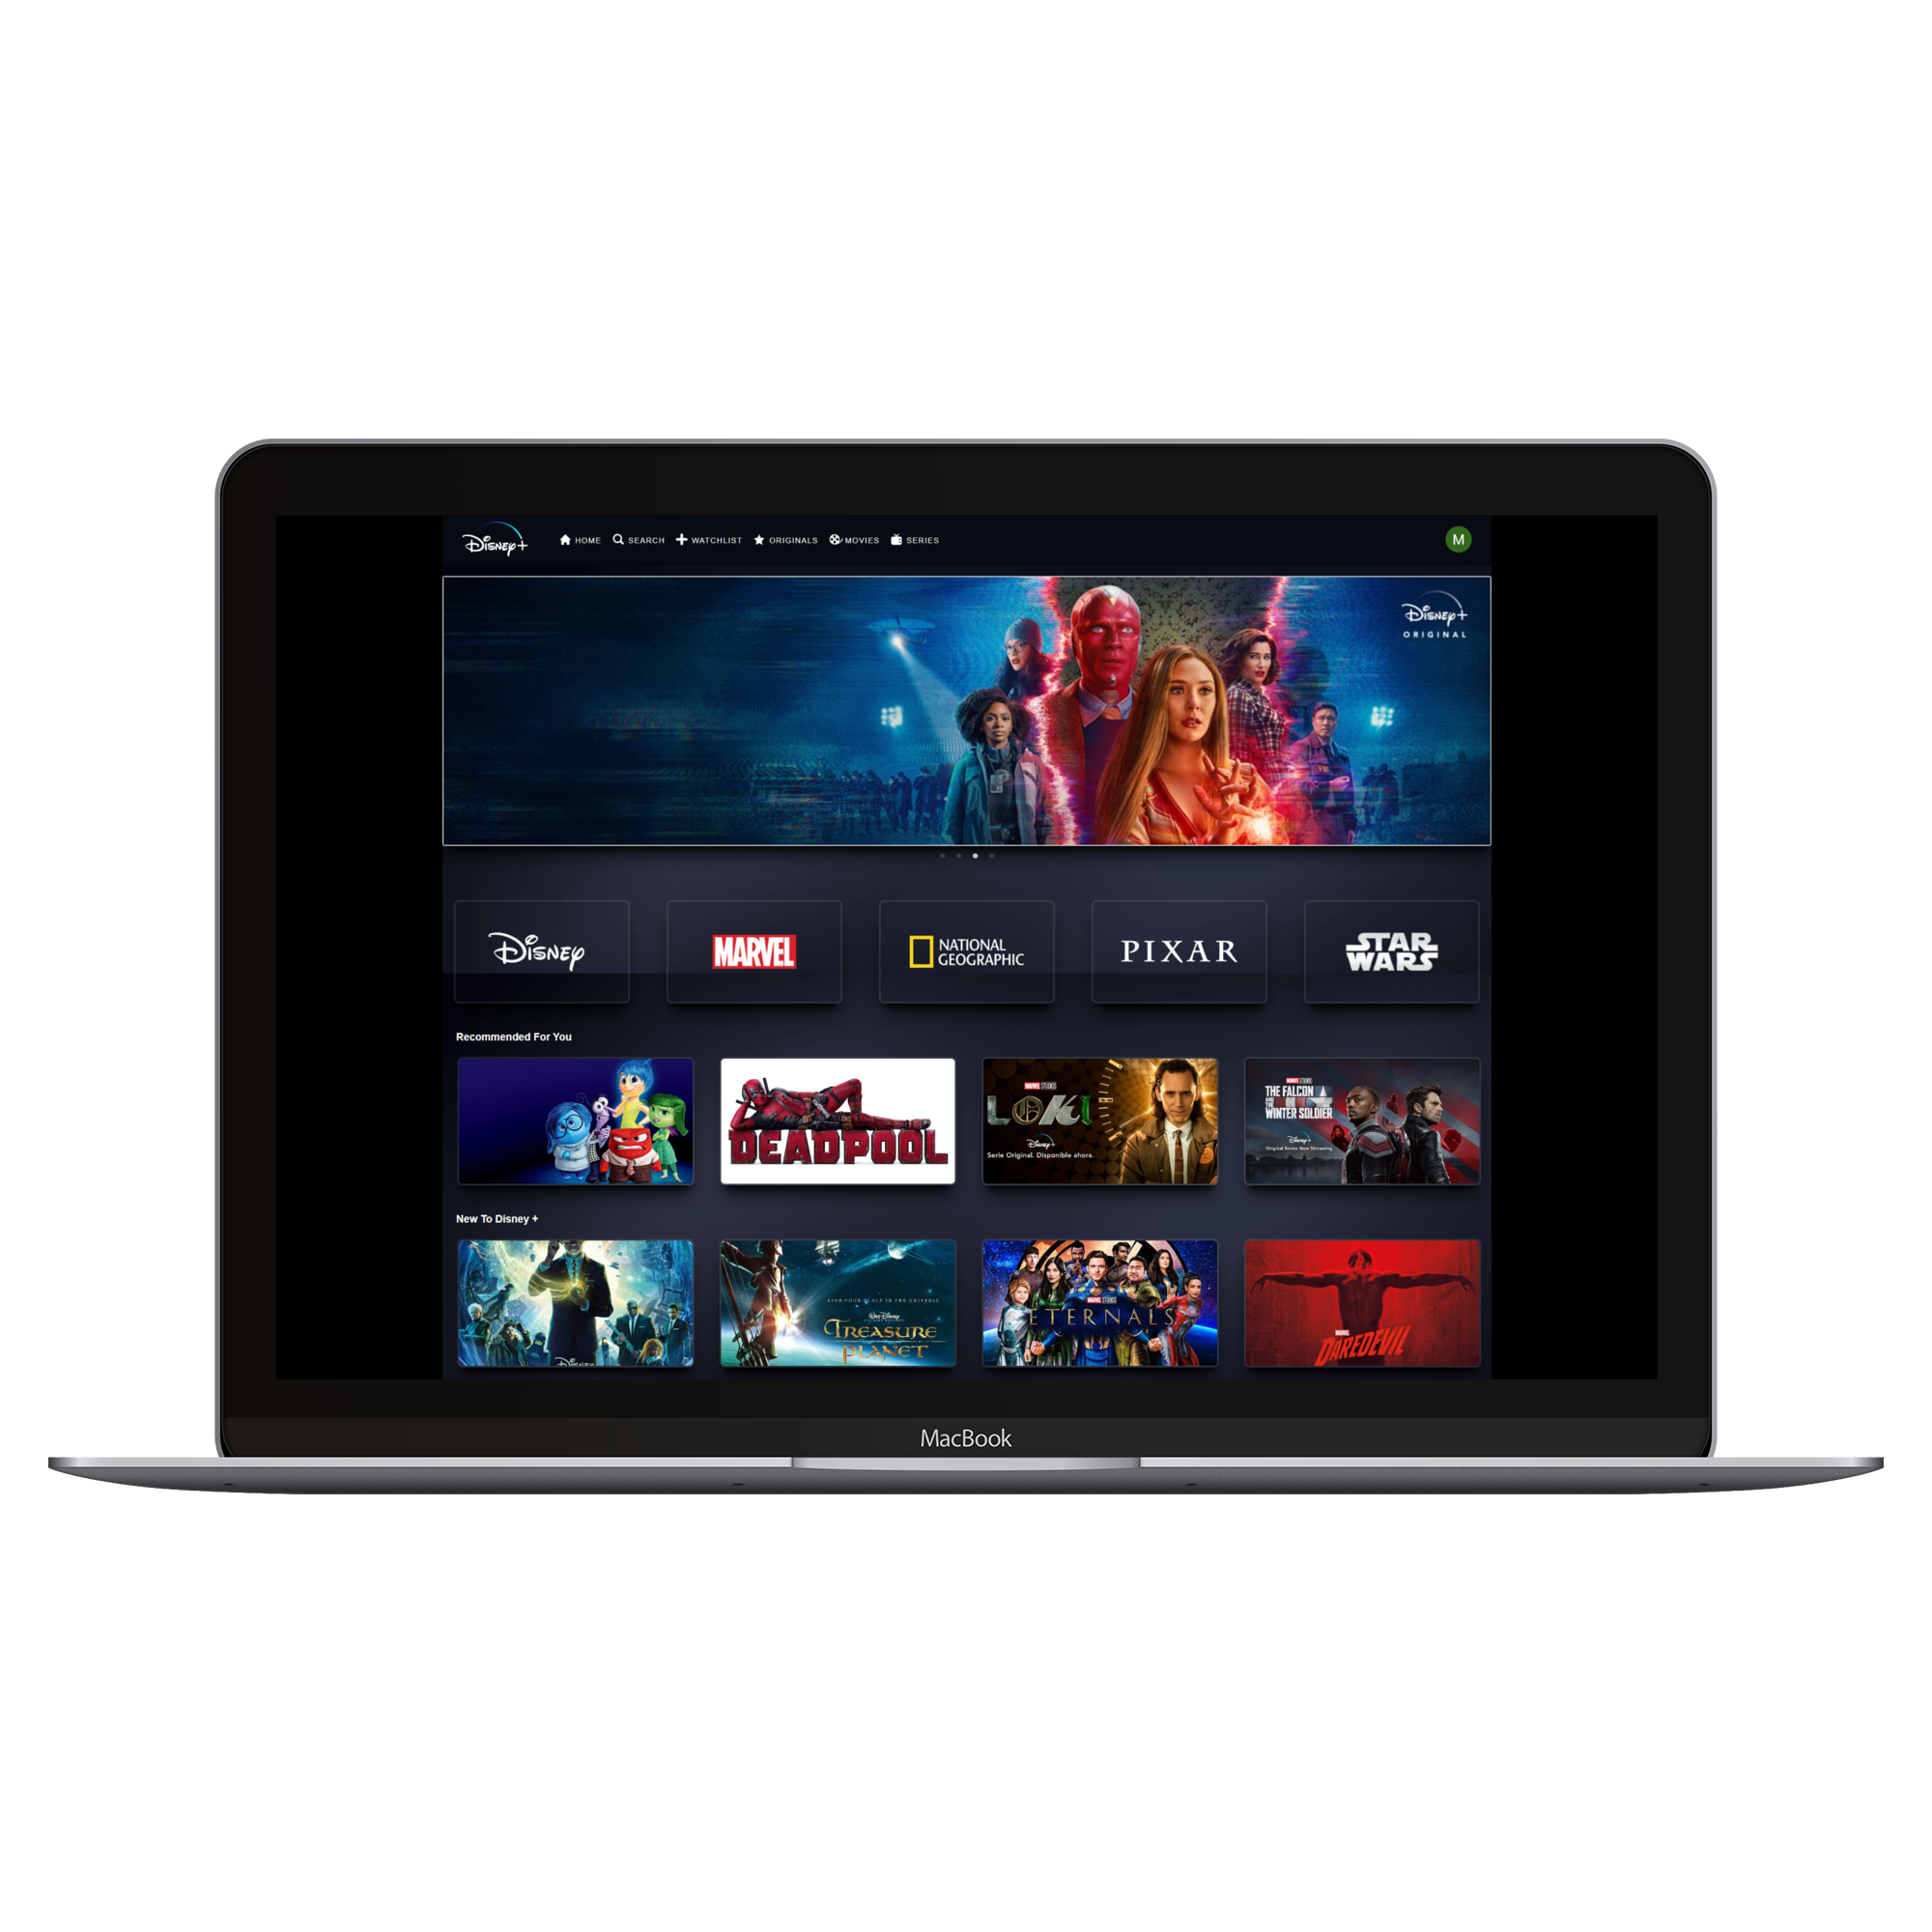 Disney+
HOME
SEARCH
WATCHLIST
ORIGINALS
MOVIES
SERIES
M
Disney+
ORIGINAL
Disney
MARVEL
NATIONAL
GEOGRAPHIC
PIXAR
STAR
WARS
Recommended For You
DEADPOOL
MARVEL STUDIOS
LOKI
Disney+
Serie Original. Disponible ahora.
MARVEL STUDIOS
THE FALCON
AND THE
WINTER SOLDIER
Disney+
Original Series Now Streaming
New To Disney +
Disney
FIND YOUR PLACE IN THE UNIVERSE.
WALT DISNEY
TREASURE
PLANET
MARVEL STUDIOS
ETERNALS
MARVEL
DAREDEVIL
MacBook